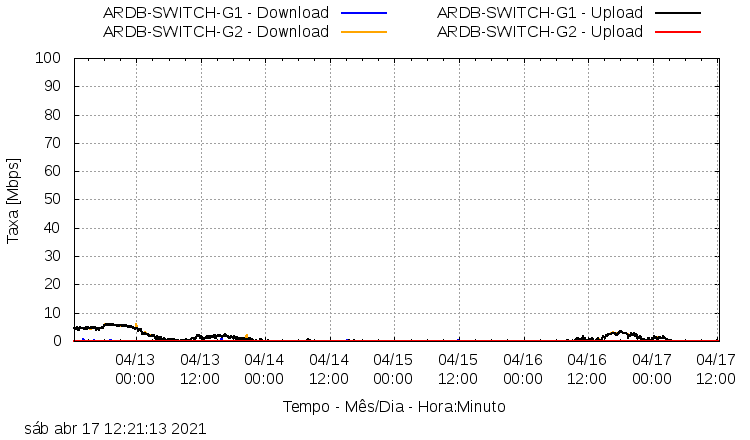 ARDB-SWITCH-G1 - Download
ARDB-SWITCH-G1 - Upload
ARDB-SWITCH-G2 - Download
ARDB-SWITCH-G2 - Upload
100
90
80
70
60
50
40
30
20
10
0
Taxa [Mbps]
04/13 04/13 04/14 04/14 04/15 04/15 04/16 04/16 04/17 04/17
00:00 12:00 00:00 12:00 00:00 12:00 00:00 12:00 00:00 12:00
Tempo - Mês/Dia - Hora:Minuto
sáb abr 17 12:21:13 2021